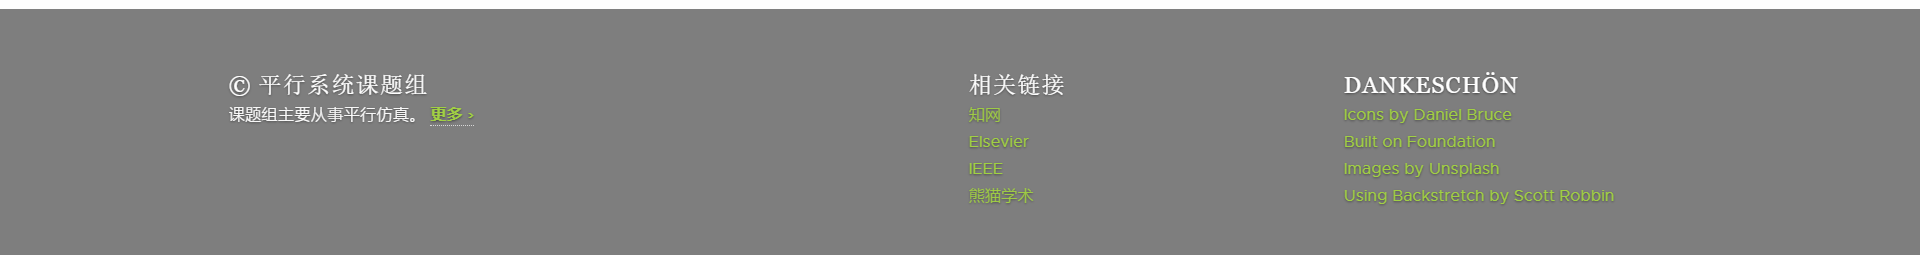 © 平行系统课题组
课题组主要从事平行仿真。 更多 ›
相关链接
知网
Elsevier
IEEE
熊猫学术
DANKESCHÖN
Icons by Daniel Bruce
Built on Foundation
Images by Unsplash
Using Backstretch by Scott Robbin